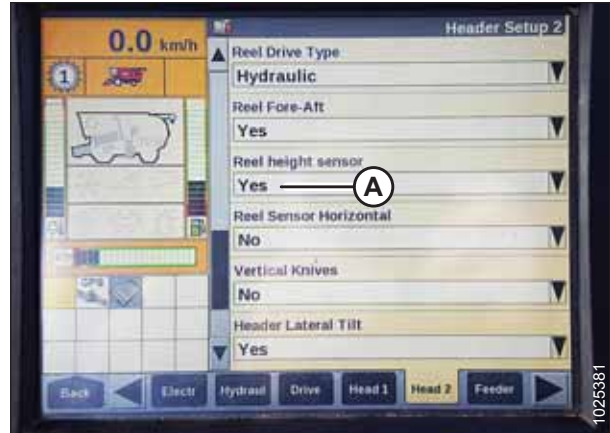 Header Setup 2
0.0 km/h
1
Reel Drive Type
Hydraulic
Reel Fore-Aft
Yes
Reel height sensor
Yes
A
Reel Sensor Horizontal
No
Vertical Knives
No
Header Lateral Tilt
Yes
Back
Electr
Hydraul
Drive
Head 1
Head 2
Feeder
1025381